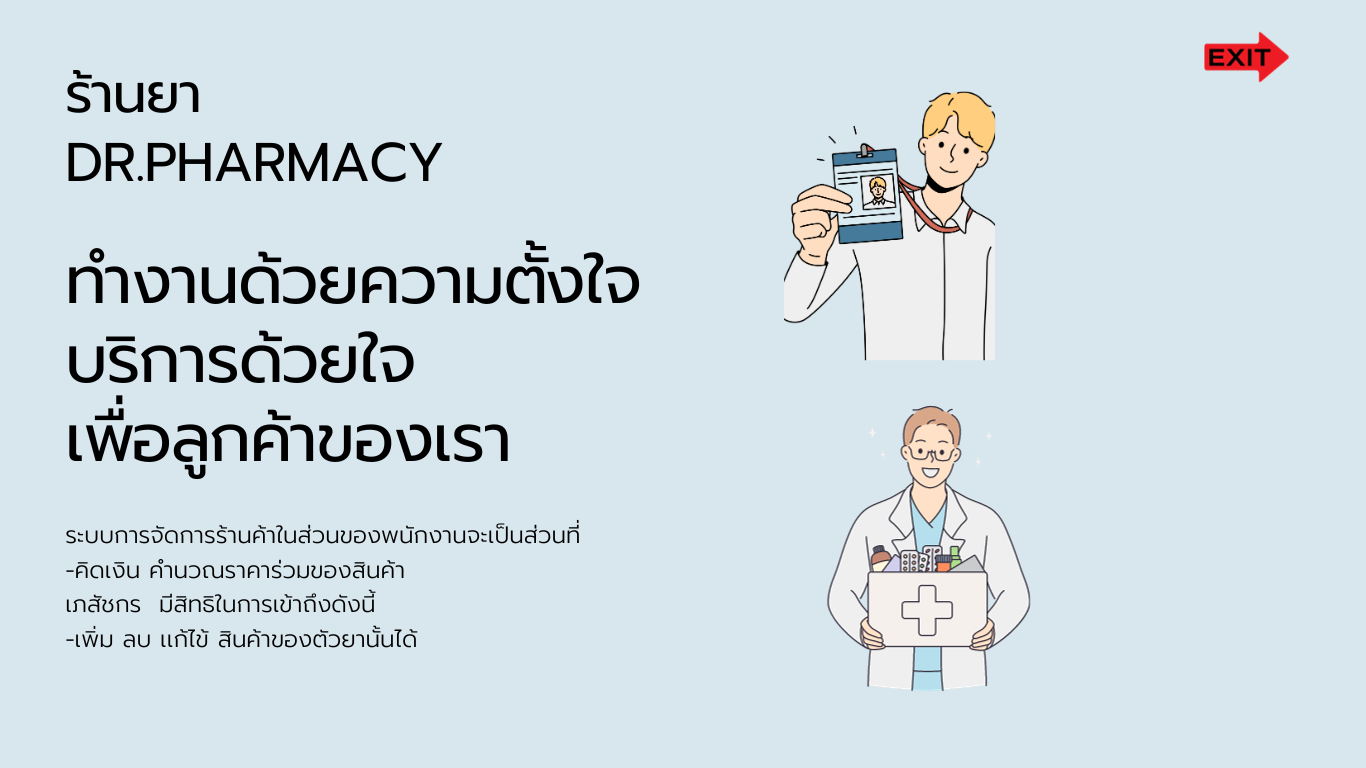 ร้านยา
DR.PHARMACY
ทำงานด้วยความตั้งใจ
บริการด้วยใจ
เพื่อลูกค้าของเรา
ระบบการจัดการร้านค้าในส่วนของพนักงานจะเป็นส่วนที่
-คิดเงิน คำนวณราคาร่วมของสินค้า
เภสัชกร  มีสิทธิในการเข้าถึงดังนี้
-เพิ่ม ลบ แก้ไข้ สินค้าของตัวยานั้นได้
EXIT